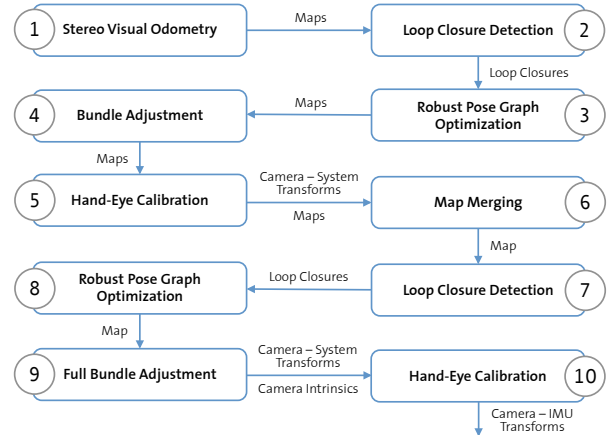 1
Stereo Visual Odometry
Maps
Loop Closure Detection
2
Loop Closures
4
Bundle Adjustment
Maps
Robust Pose Graph
Optimization
3
Maps
5
Hand-Eye Calibration
Camera – System
Transforms
Maps
Map Merging
6
Map
8
Robust Pose Graph
Optimization
Loop Closures
Loop Closure Detection
7
Map
9
Full Bundle Adjustment
Camera – System
Transforms
Camera Intrinsics
Hand-Eye Calibration
10
Camera – IMU
Transforms